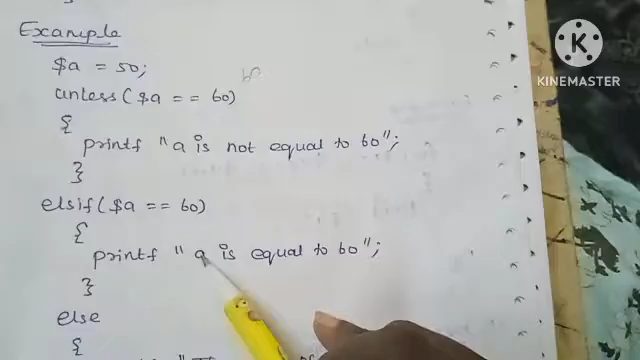 Example
$a = 50;
unless ($a == 60)
{
printf "a is not equal to 60";
}
elsif ($a == 60)
{
printf "a is equal to 60";
}
else
{
K
KINEMASTER